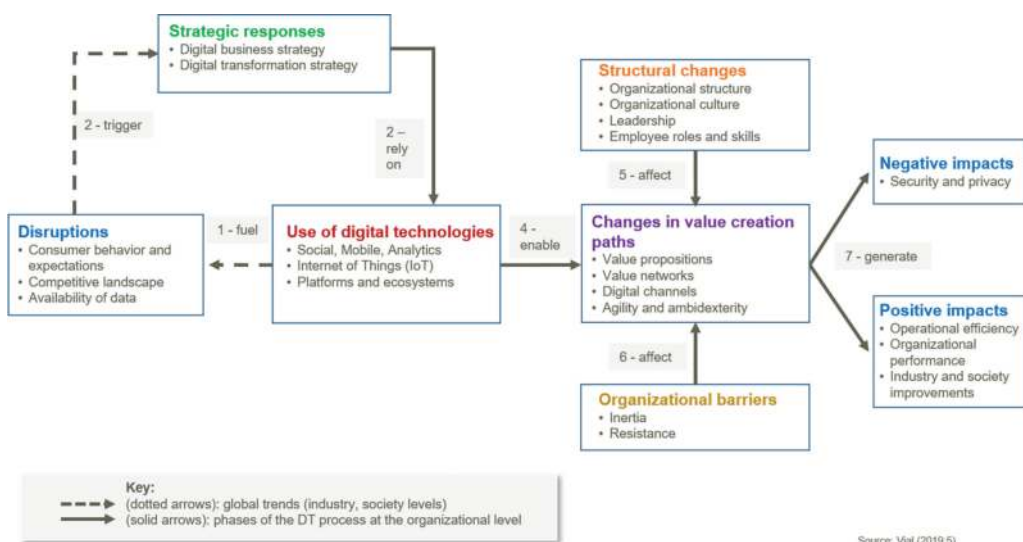 Strategic responses
• Digital business strategy
• Digital transformation strategy
Structural changes
• Organizational structure
• Organizational culture
• Leadership
• Employee roles and skills
2 - trigger
2 –
rely
on
5 - affect
Negative impacts
• Security and privacy
Disruptions
• Consumer behavior and
expectations
• Competitive landscape
• Availability of data
1 - fuel
Use of digital technologies
• Social, Mobile, Analytics
• Internet of Things (IoT)
• Platforms and ecosystems
4 -
enable
Changes in value creation
paths
• Value propositions
• Value networks
• Digital channels
• Agility and ambidexterity
7 - generate
Positive impacts
• Operational efficiency
• Organizational
performance
• Industry and society
improvements
6 - affect
Organizational barriers
• Inertia
• Resistance
Key:
(dotted arrows): global trends (industry, society levels)
(solid arrows): phases of the DT process at the organizational level
Source: Vial (2019:5)